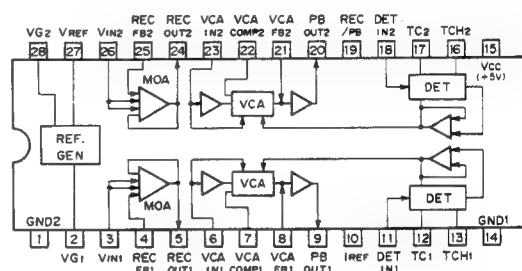 VG2 VREF VIN2 REC FB2 REC OUT2 VCA IN2 VCA COMP2 VCA FB2 PB OUT2 REC /PB DET IN2 TC2 TCH2
28 27 26 25 24 23 22 21 20 19 18 17 16 15
VCC (+5V)
MOA VCA DET
REF. GEN
VCA DET
MOA
GND2 GND1
1 2 3 4 5 6 7 8 9 10 11 12 13 14
VG1 VIN1 REC FB1 REC OUT1 VCA IN1 VCA COMP1 VCA FB1 PB OUT1 IREF DET IN1 TC1 TCH1